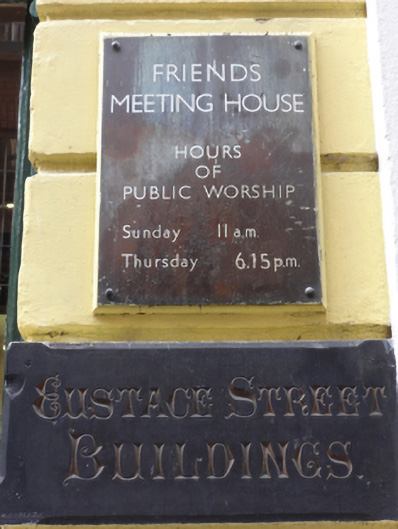 FRIENDS
MEETING HOUSE
HOURS
OF
PUBLIC WORSHIP
Sunday 11 a.m.
Thursday 6.15 p.m.
EUSTACE STREET
BUILDINGS.